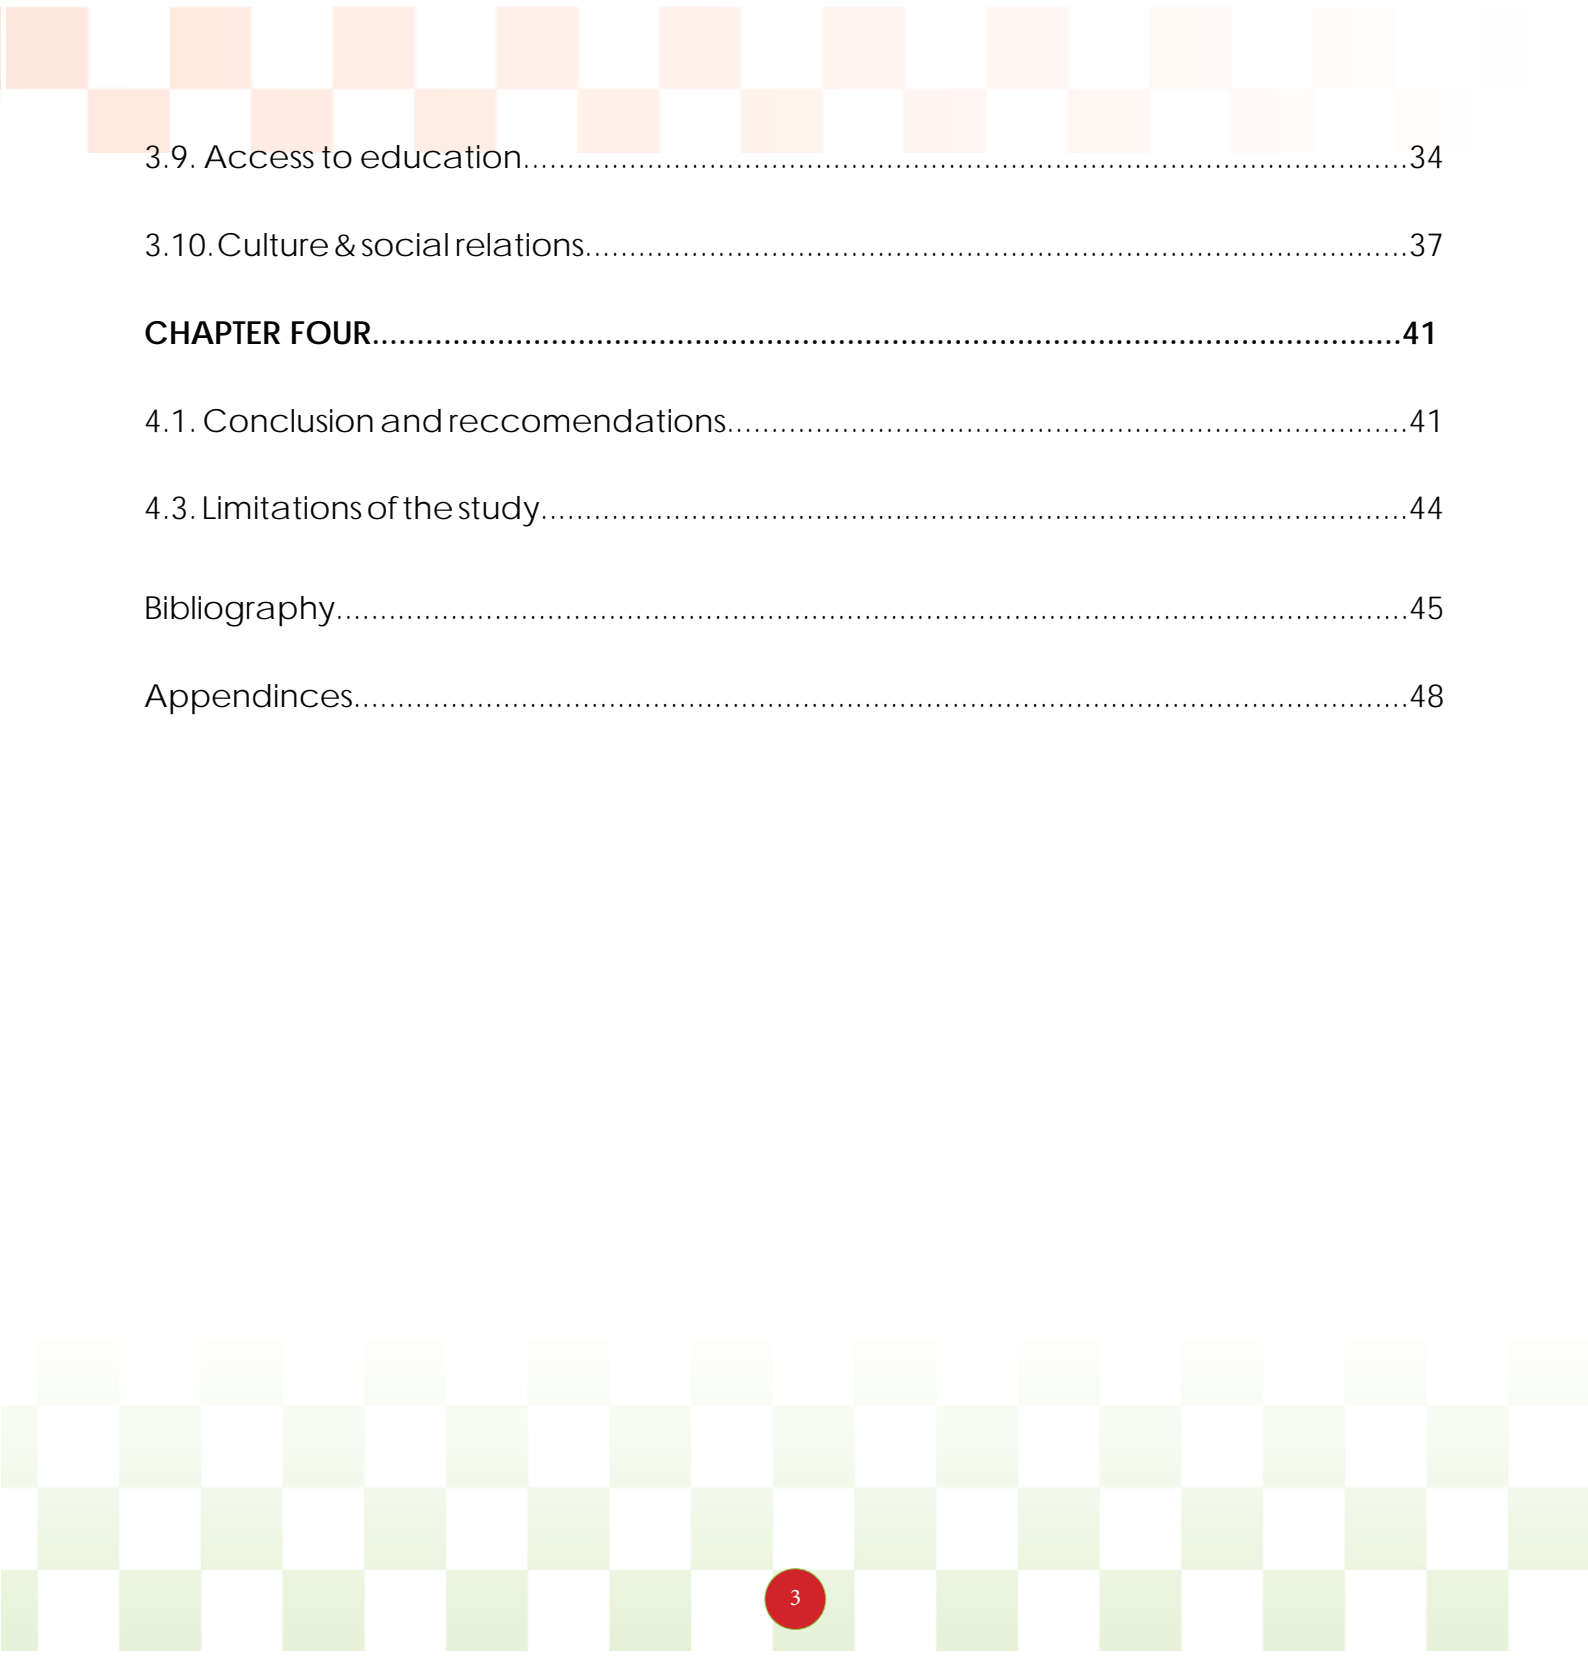 3.9. Access to education....................................................................................................34
3.10. Culture & social relations.............................................................................................37
CHAPTER FOUR...................................................................................................................41
4.1. Conclusion and reccomendations.............................................................................41
4.3. Limitations of the study..................................................................................................44
Bibliography.........................................................................................................................45
Appendinces.......................................................................................................................48
3